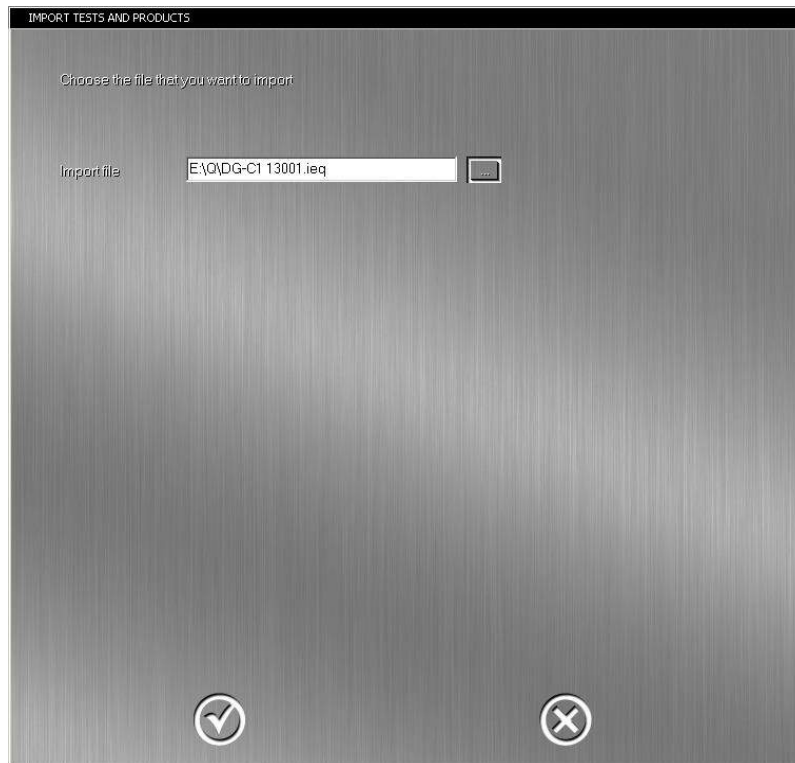 IMPORT TESTS AND PRODUCTS
Choose the file that you want to import
Import file
E:\Q\DG-C1 13001.ieq
...